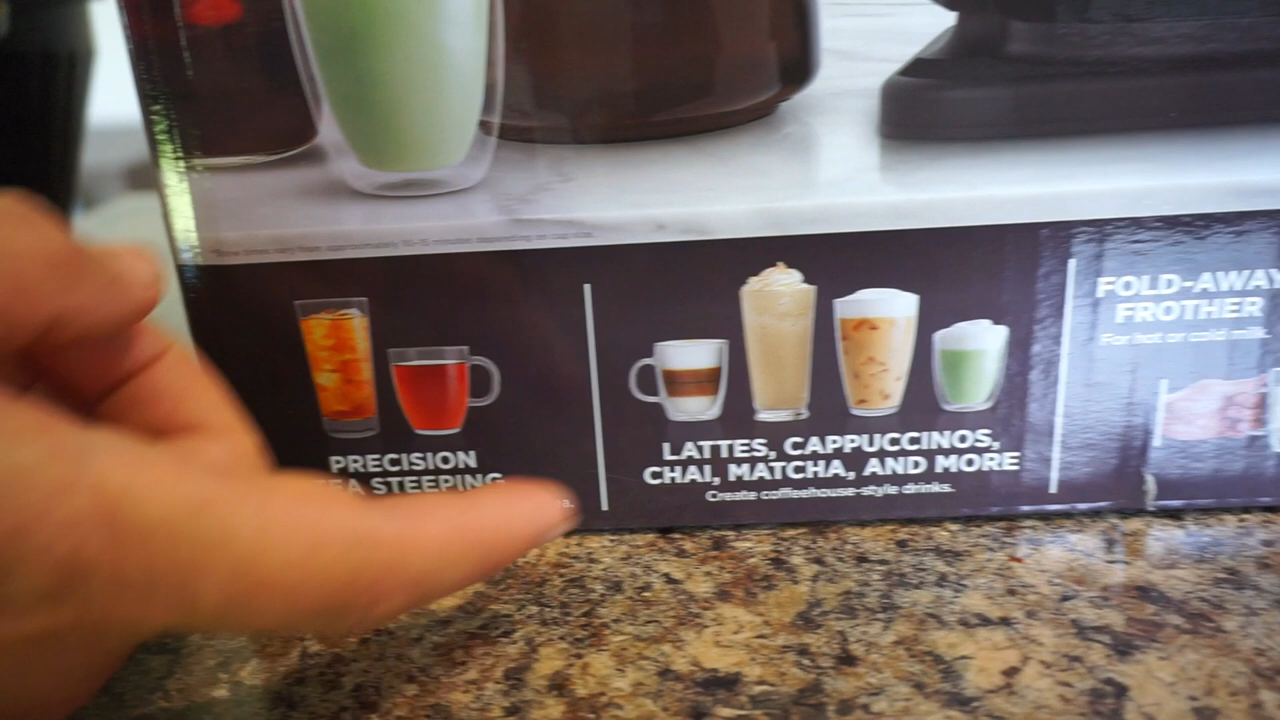 PRECISION
TEA STEEPING
LATTES, CAPPUCCINOS,
CHAI, MATCHA, AND MORE
Create coffeehouse-style drinks.
FOLD-AWAY
FROTHER
For hot or cold milk.